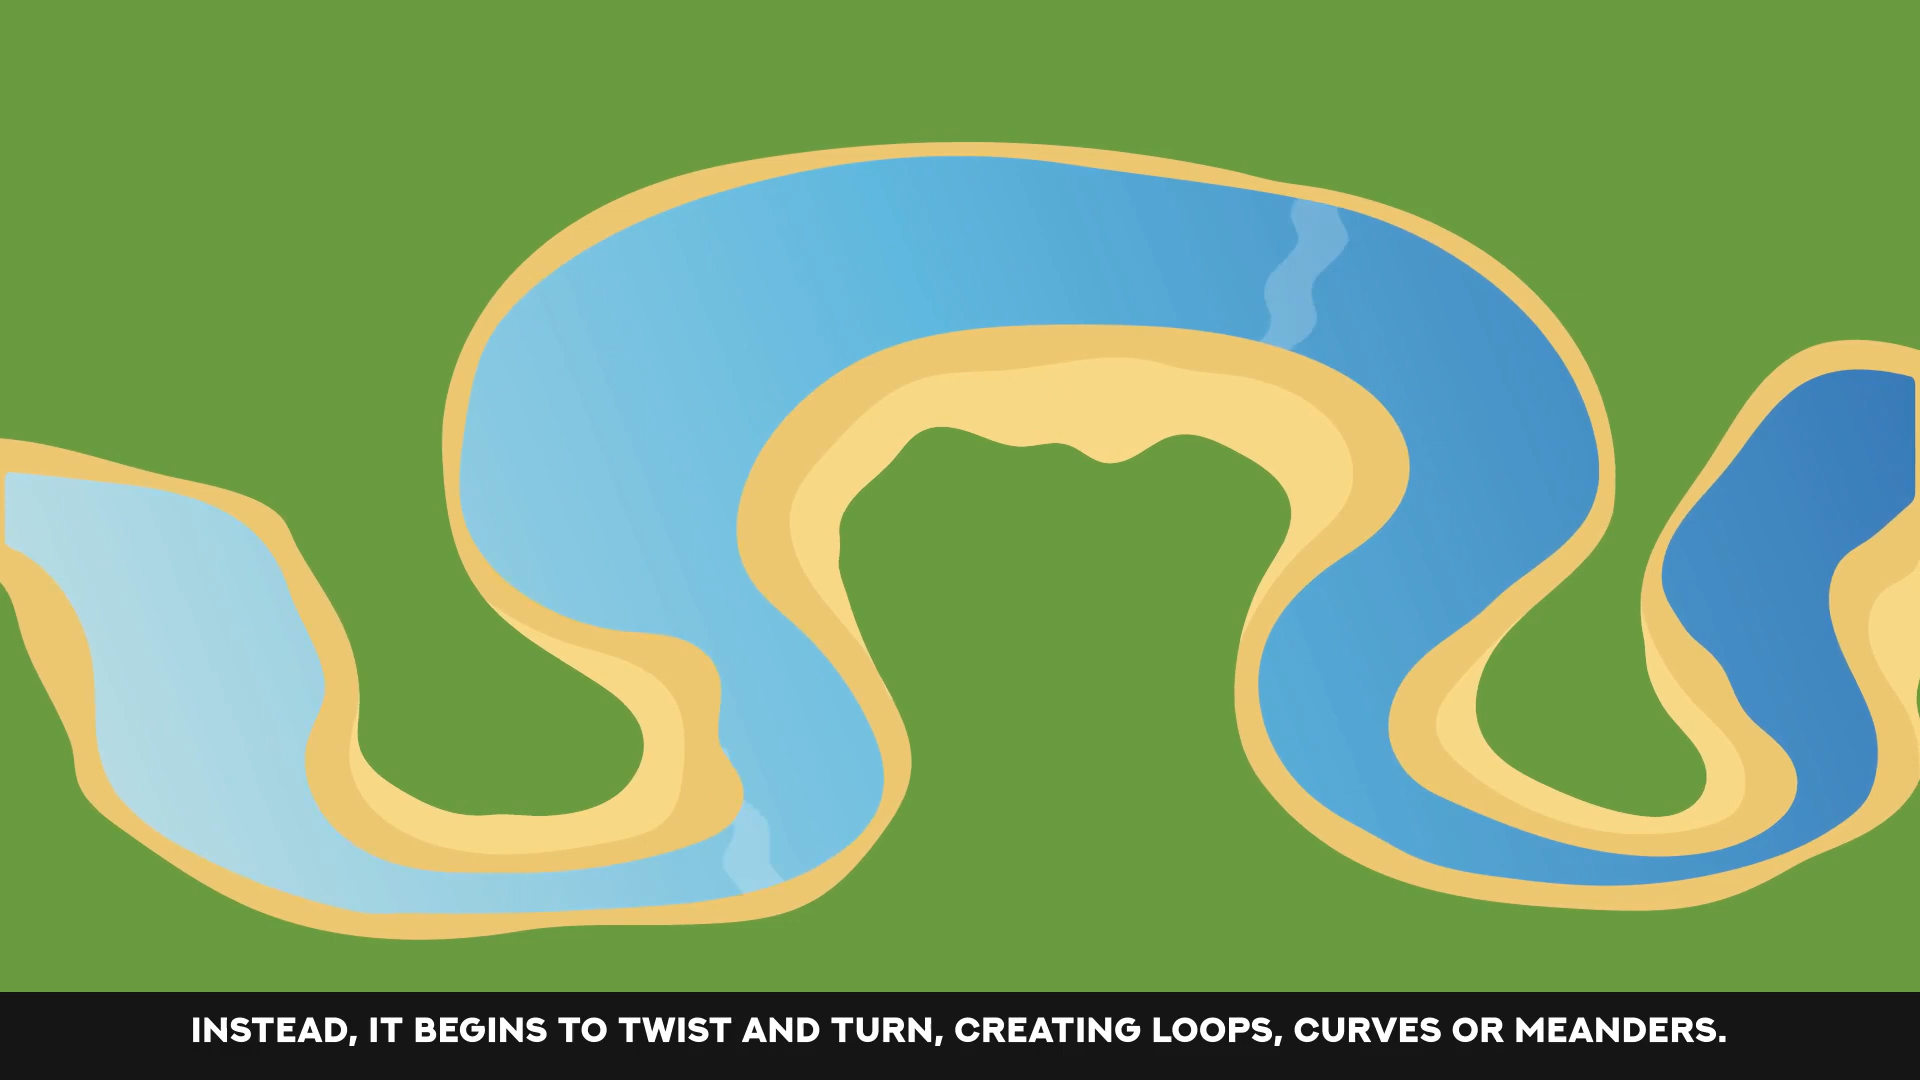 INSTEAD, IT BEGINS TO TWIST AND TURN, CREATING LOOPS, CURVES OR MEANDERS.